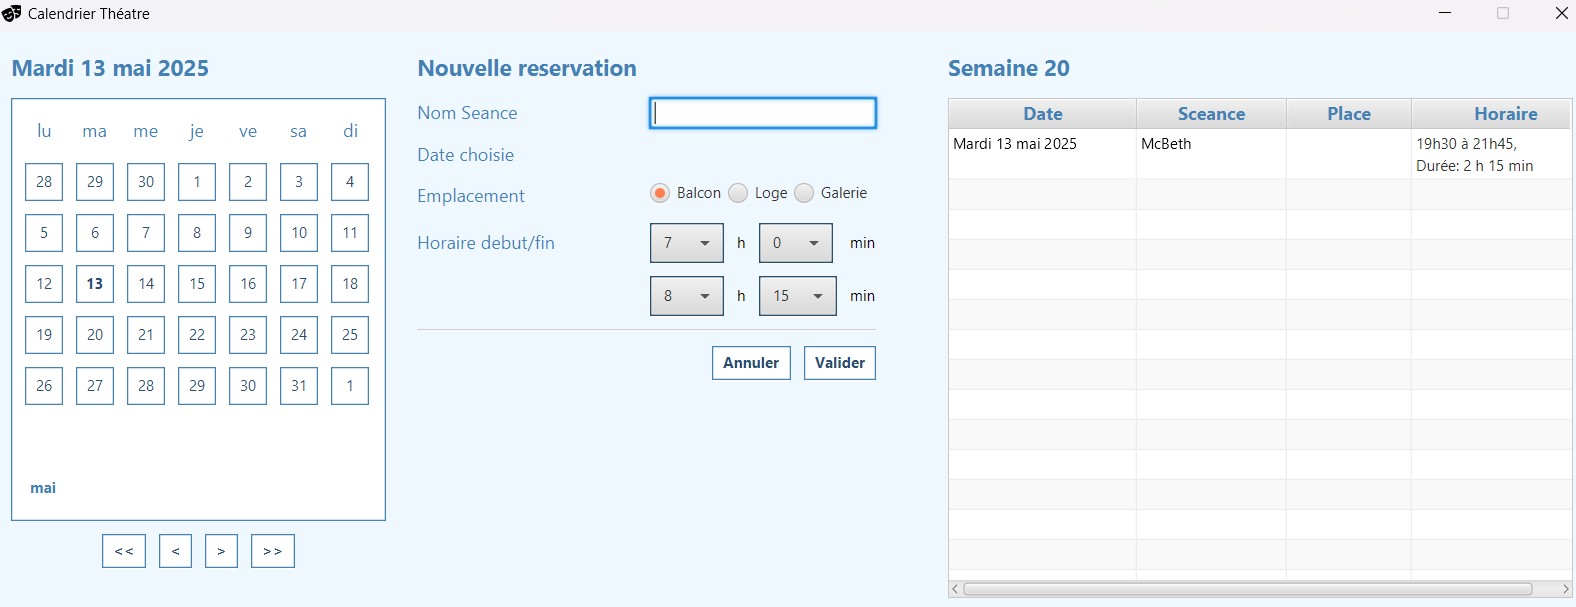 Calendrier Théatre
Mardi 13 mai 2025
lu ma me je ve sa di
28 29 30 1 2 3 4
5 6 7 8 9 10 11
12 13 14 15 16 17 18
19 20 21 22 23 24 25
26 27 28 29 30 31 1
mai
<< < > >>
Nouvelle reservation
Nom Seance
Date choisie
Emplacement Balcon Loge Galerie
Horaire debut/fin 7 h 0 min
8 h 15 min
Annuler Valider
Semaine 20
Date Sceance Place Horaire
Mardi 13 mai 2025 McBeth 19h30 à 21h45,
Durée: 2 h 15 min